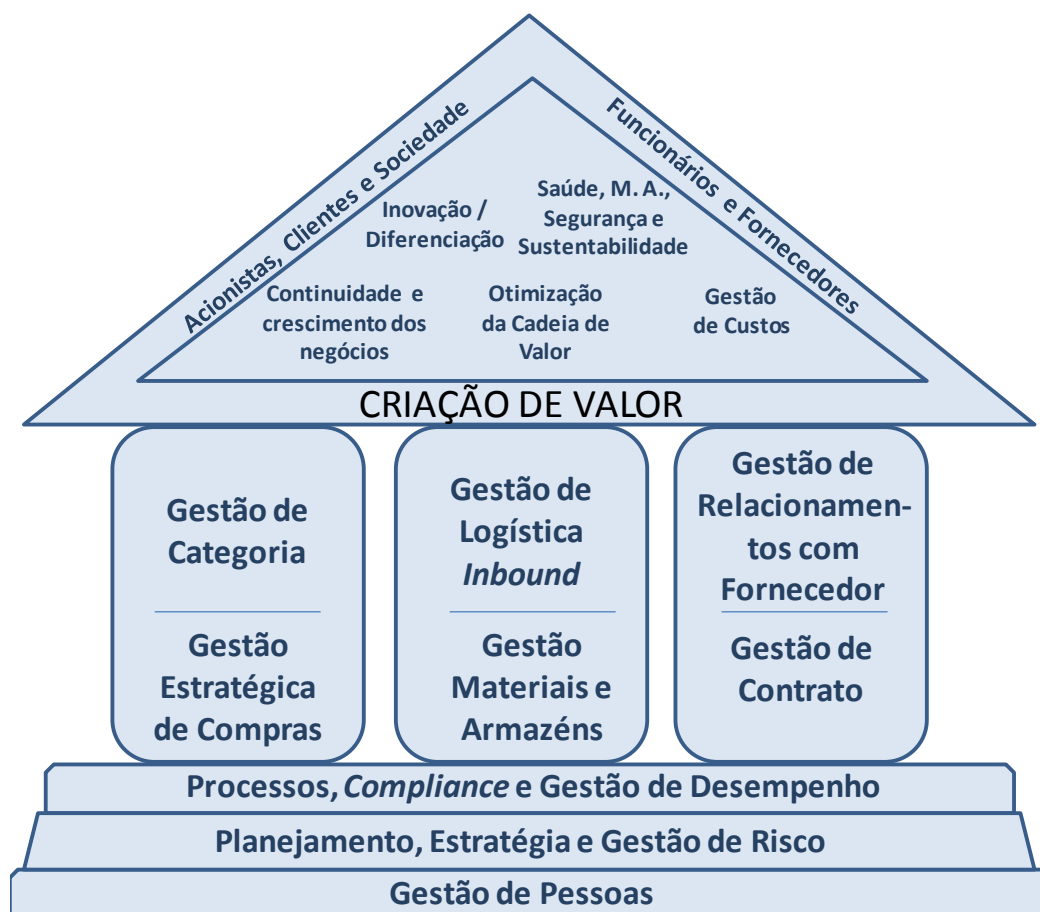 Acionistas, Clientes e Sociedade
Funcionários e Fornecedores
Inovação /
Diferenciação
Saúde, M. A.,
Segurança e
Sustentabilidade
Continuidade e
crescimento dos
negócios
Otimização
da Cadeia de
Valor
Gestão
de Custos
CRIAÇÃO DE VALOR
Gestão de
Categoria
Gestão
Estratégica
de Compras
Gestão de
Logística
Inbound
Gestão
Materiais e
Armazéns
Gestão de
Relacionamen-
tos com
Fornecedor
Gestão de
Contrato
Processos, Compliance e Gestão de Desempenho
Planejamento, Estratégia e Gestão de Risco
Gestão de Pessoas